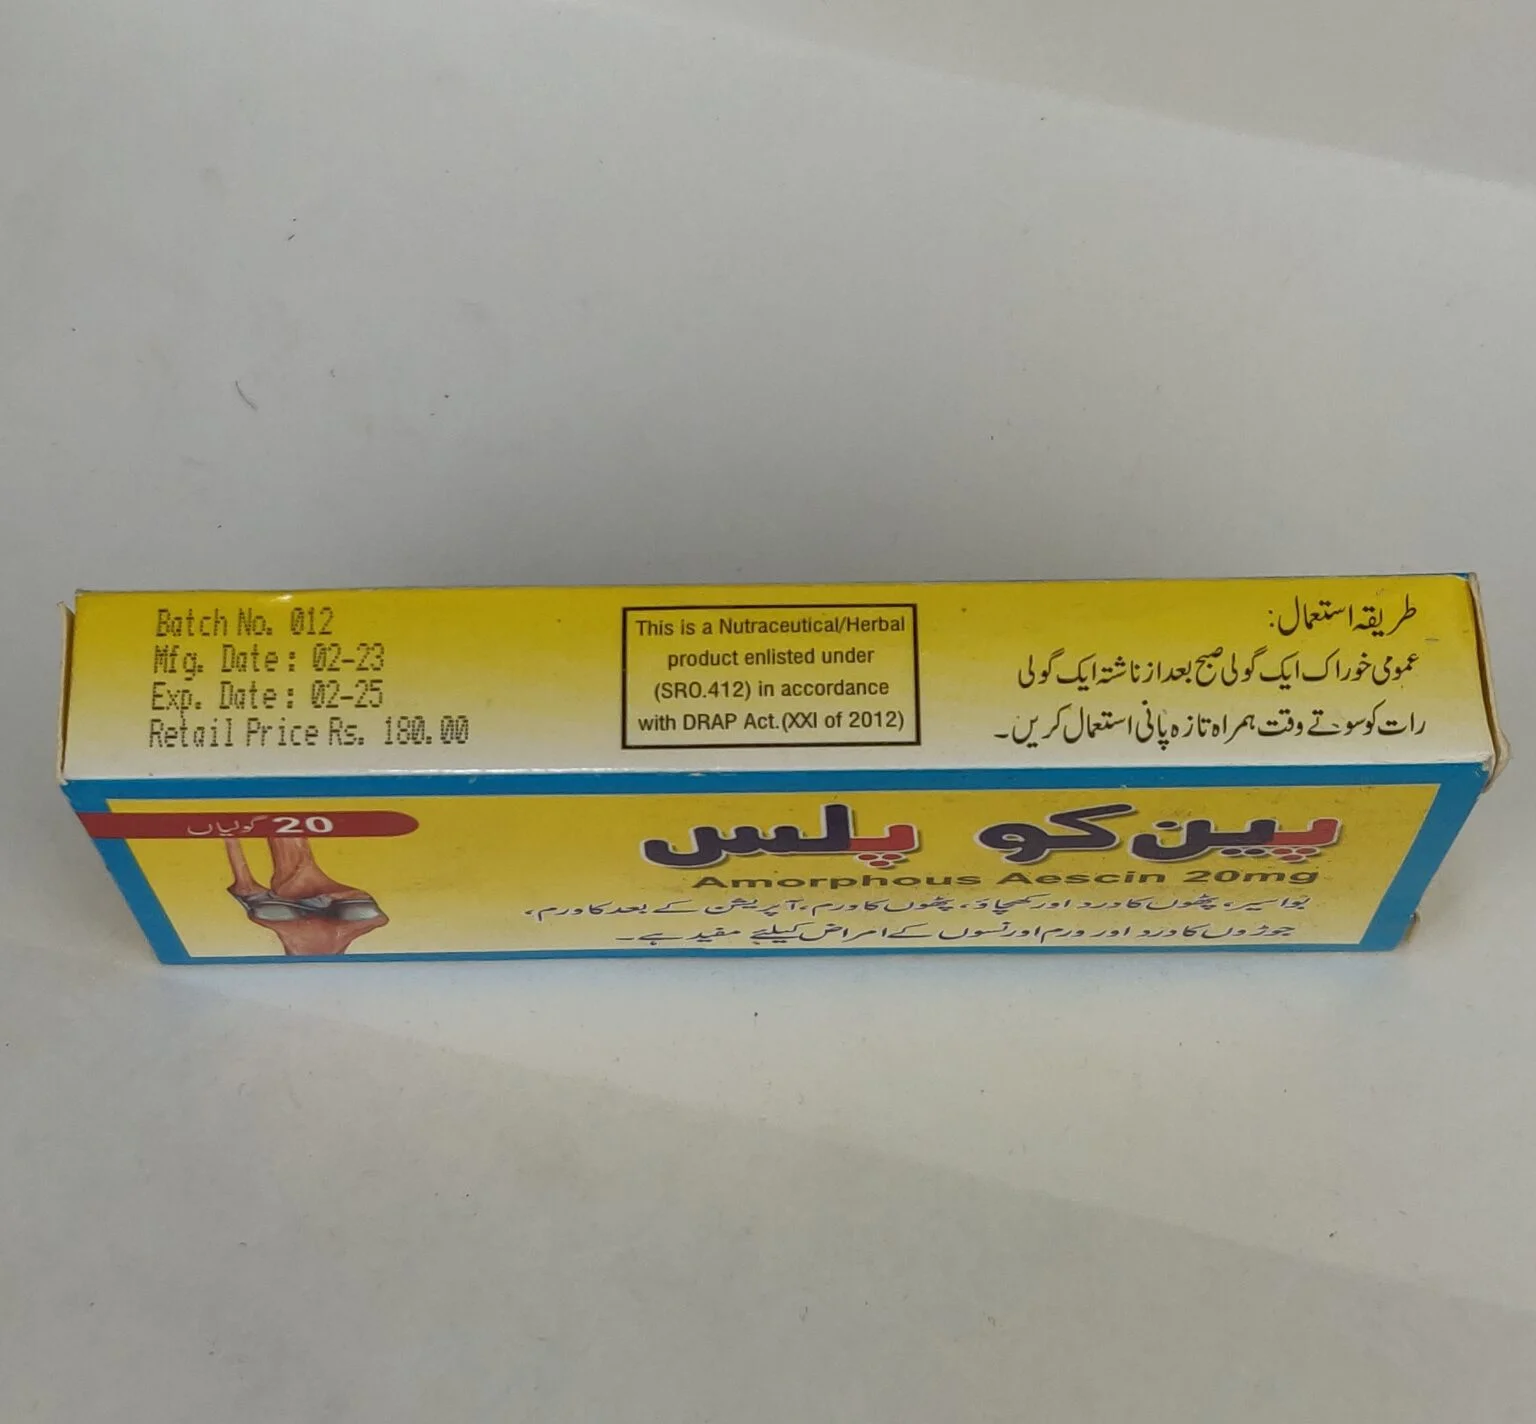 Batch No. 012
Mfg. Date: 02-23
Exp. Date: 02-25
Retail Price Rs. 180.00
This is a Nutraceutical/Herbal
product enlisted under
(SRO.412) in accordance
with DRAP Act.(XXI of 2012)
طریقہ استعمال:
عمومی خوراک ایک گولی صبح بعد از ناشتہ ایک گولی
رات کو سوتے وقت ہمراہ تازہ پانی استعمال کریں۔
20 گولیاں
پین کو پلس
Amorphous Aescin 20mg
بواسیر، پٹھوں کا درد اور کھچاؤ، پٹھوں کا ورم، آپریشن کے بعد کا ورم،
جوڑوں کا درد اور ورم اور نسوں کے امراض کیلئے مفید ہے۔